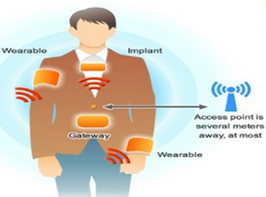 Wearable
Implant
Gateway
Access point is
several meters
away, at most
Wearable